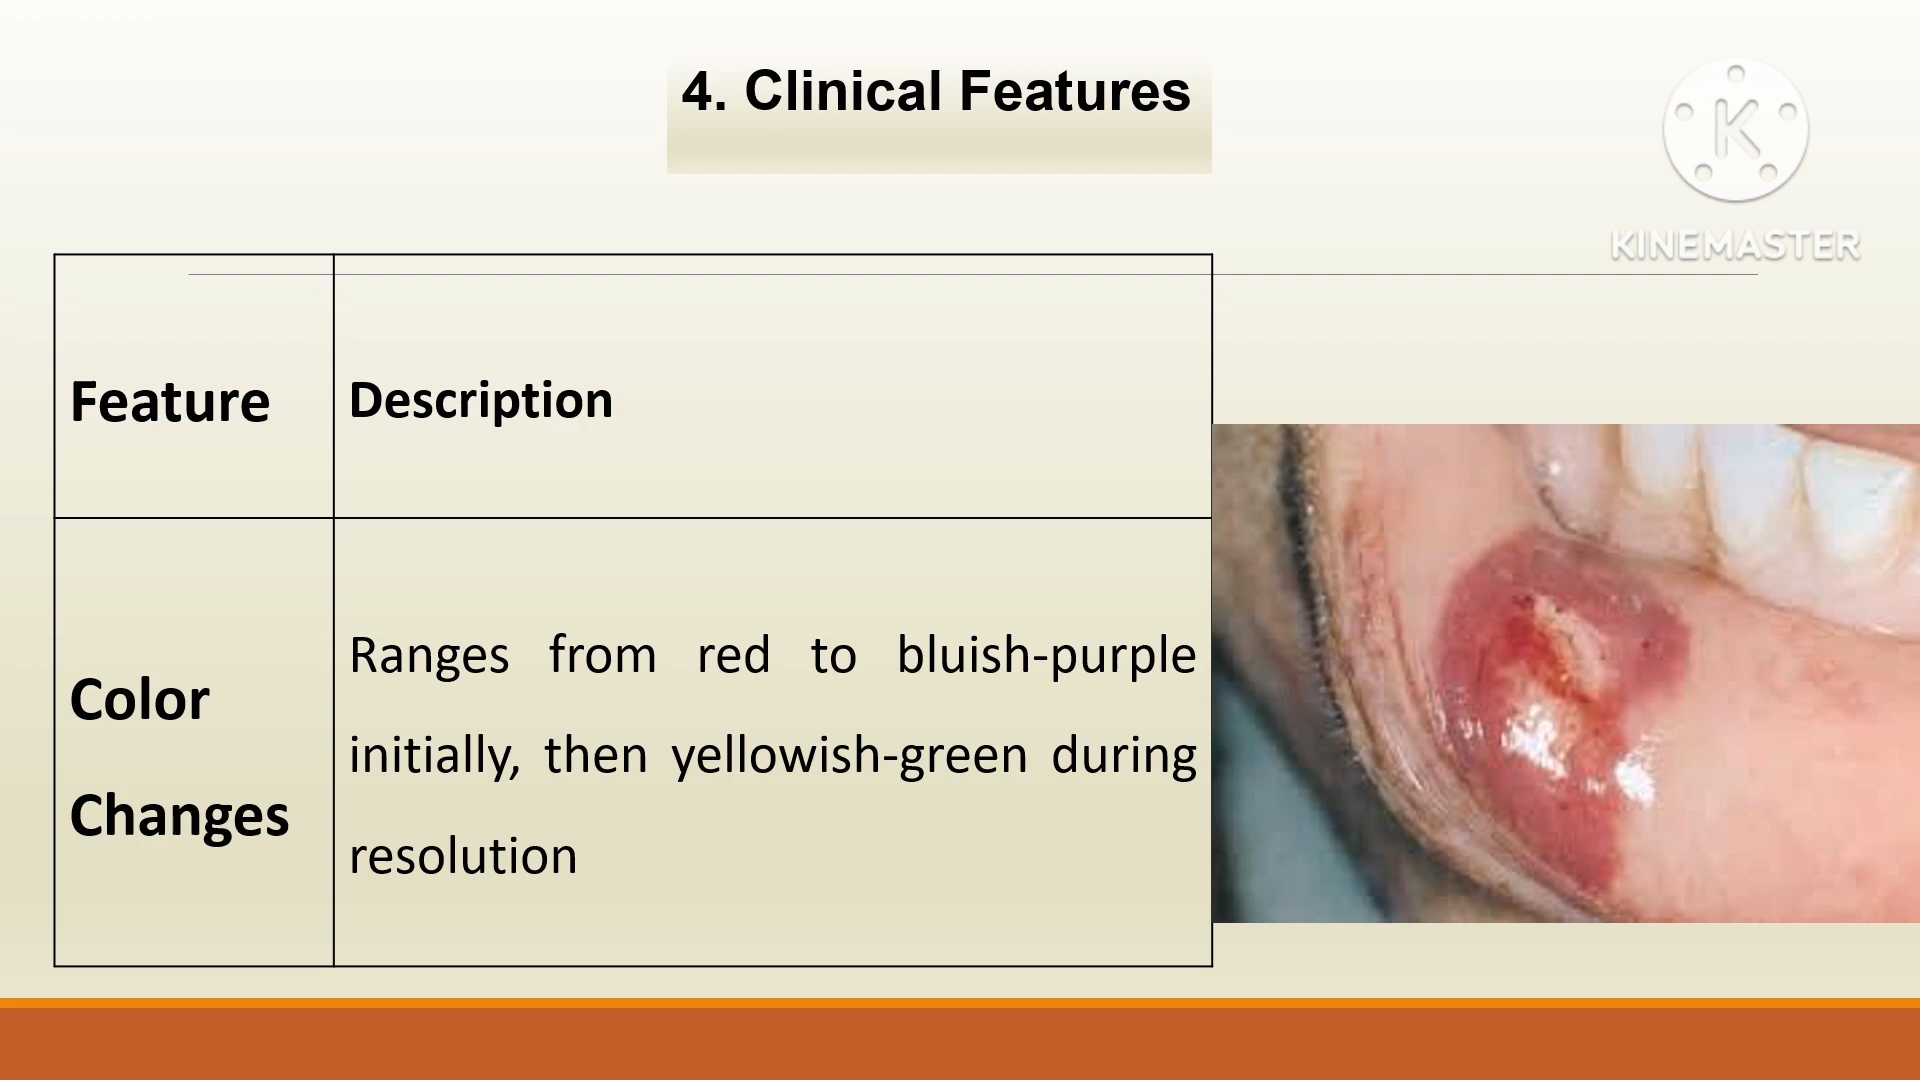 4. Clinical Features
K
KINEMASTER
Feature
Description
Color
Changes
Ranges from red to bluish-purple
initially, then yellowish-green during
resolution